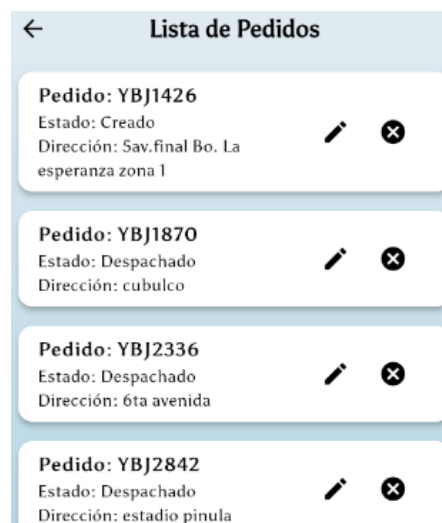 Lista de Pedidos
Pedido: YBJ1426
Estado: Creado
Dirección: Sav.final Bo. La
esperanza zona 1
Pedido: YBJ1870
Estado: Despachado
Dirección: cubulco
Pedido: YBJ2336
Estado: Despachado
Dirección: 6ta avenida
Pedido: YBJ2842
Estado: Despachado
Dirección: estadio pinula